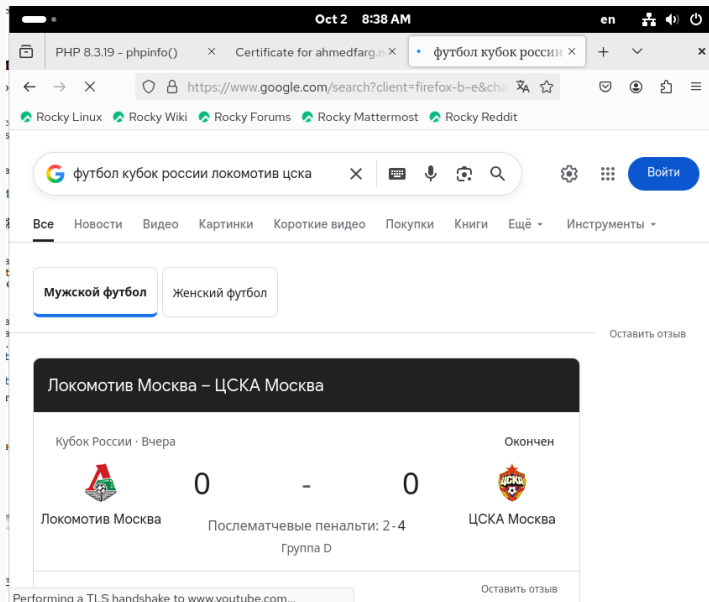 Oct 2 8:38 AM
en
PHP 8.3.19 - phpinfo()
Certificate for ahmedfarg.n
футбол кубок россии
https://www.google.com/search?client=firefox-b-e&cha
Rocky Linux Rocky Wiki Rocky Forums Rocky Mattermost Rocky Reddit
футбол кубок россии локомотив цска
Войти
Все Новости Видео Картинки Короткие видео Покупки Книги Ещё Инструменты
Мужской футбол Женский футбол
Оставить отзыв
Локомотив Москва – ЦСКА Москва
Кубок России · Вчера
Окончен
0 - 0
Локомотив Москва
ЦСКА Москва
Послематчевые пенальти: 2-4
Группа D
Оставить отзыв
Performing a TLS handshake to www.youtube.com...